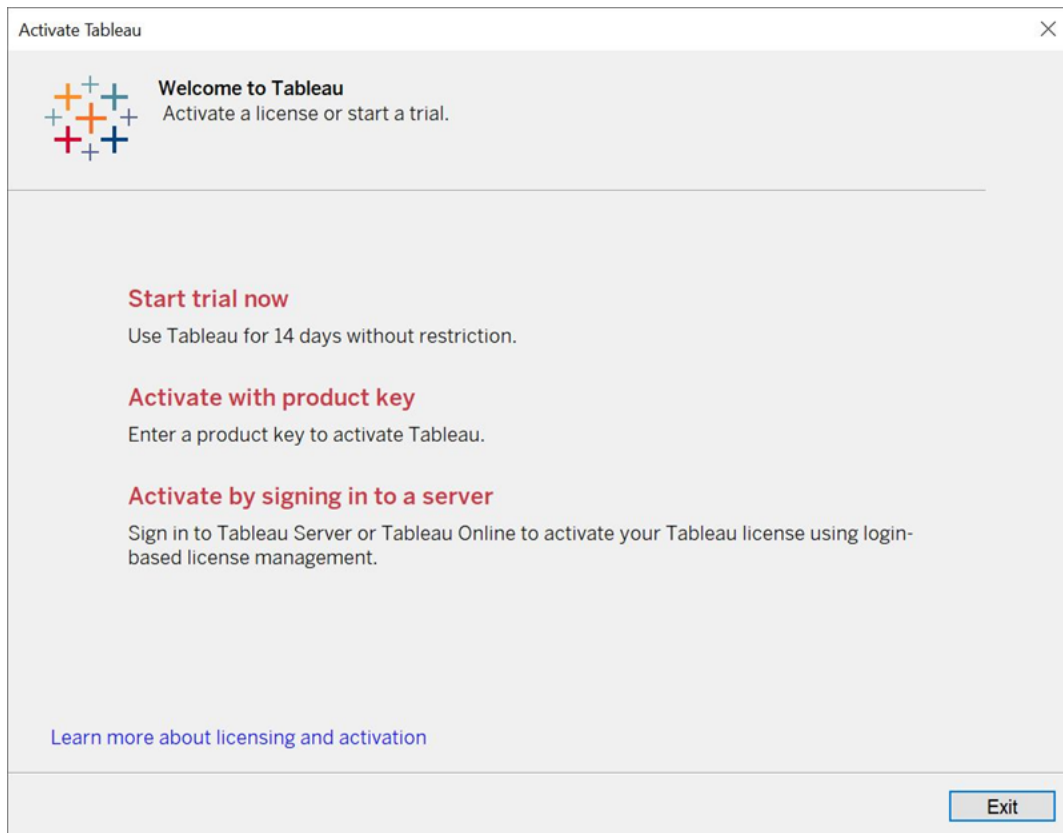 Activate Tableau
Welcome to Tableau
Activate a license or start a trial.
Start trial now
Use Tableau for 14 days without restriction.
Activate with product key
Enter a product key to activate Tableau.
Activate by signing in to a server
Sign in to Tableau Server or Tableau Online to activate your Tableau license using login-
based license management.
Learn more about licensing and activation
Exit